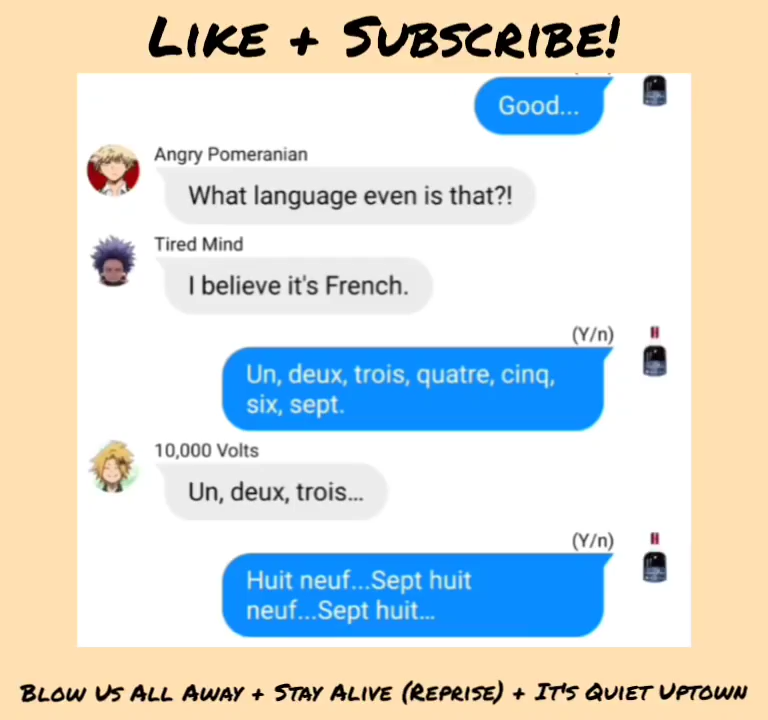 LIKE + SUBSCRIBE!
Good...
Angry Pomeranian
What language even is that?!
Tired Mind
I believe it's French.
(Y/n)
Un, deux, trois, quatre, cinq,
six, sept.
10,000 Volts
Un, deux, trois...
(Y/n)
Huit neuf...Sept huit
neuf...Sept huit...
BLOW US ALL AWAY + STAY ALIVE (REPRISE) + IT'S QUIET UPTOWN